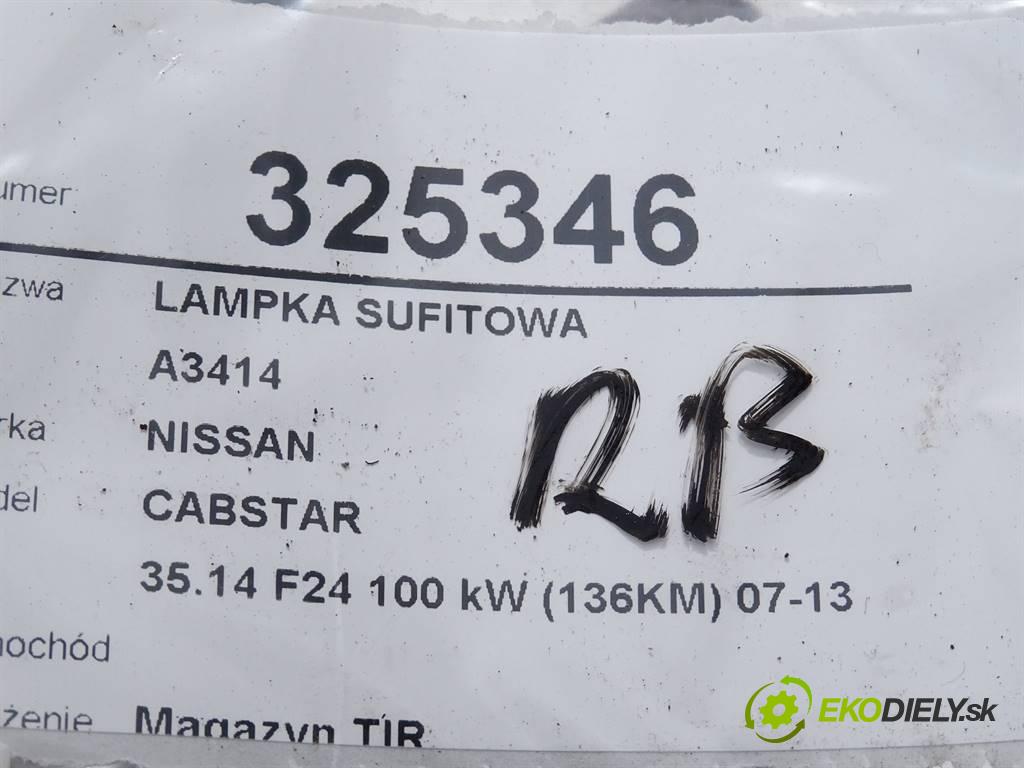 umer 325346
zwa LAMPKA SUFITOWA
A3414
rka NISSAN
del CABSTAR
35.14 F24 100 kW (136KM) 07-13
RB
nochód
żenie Magazyn TIR
EKODIELY.sk